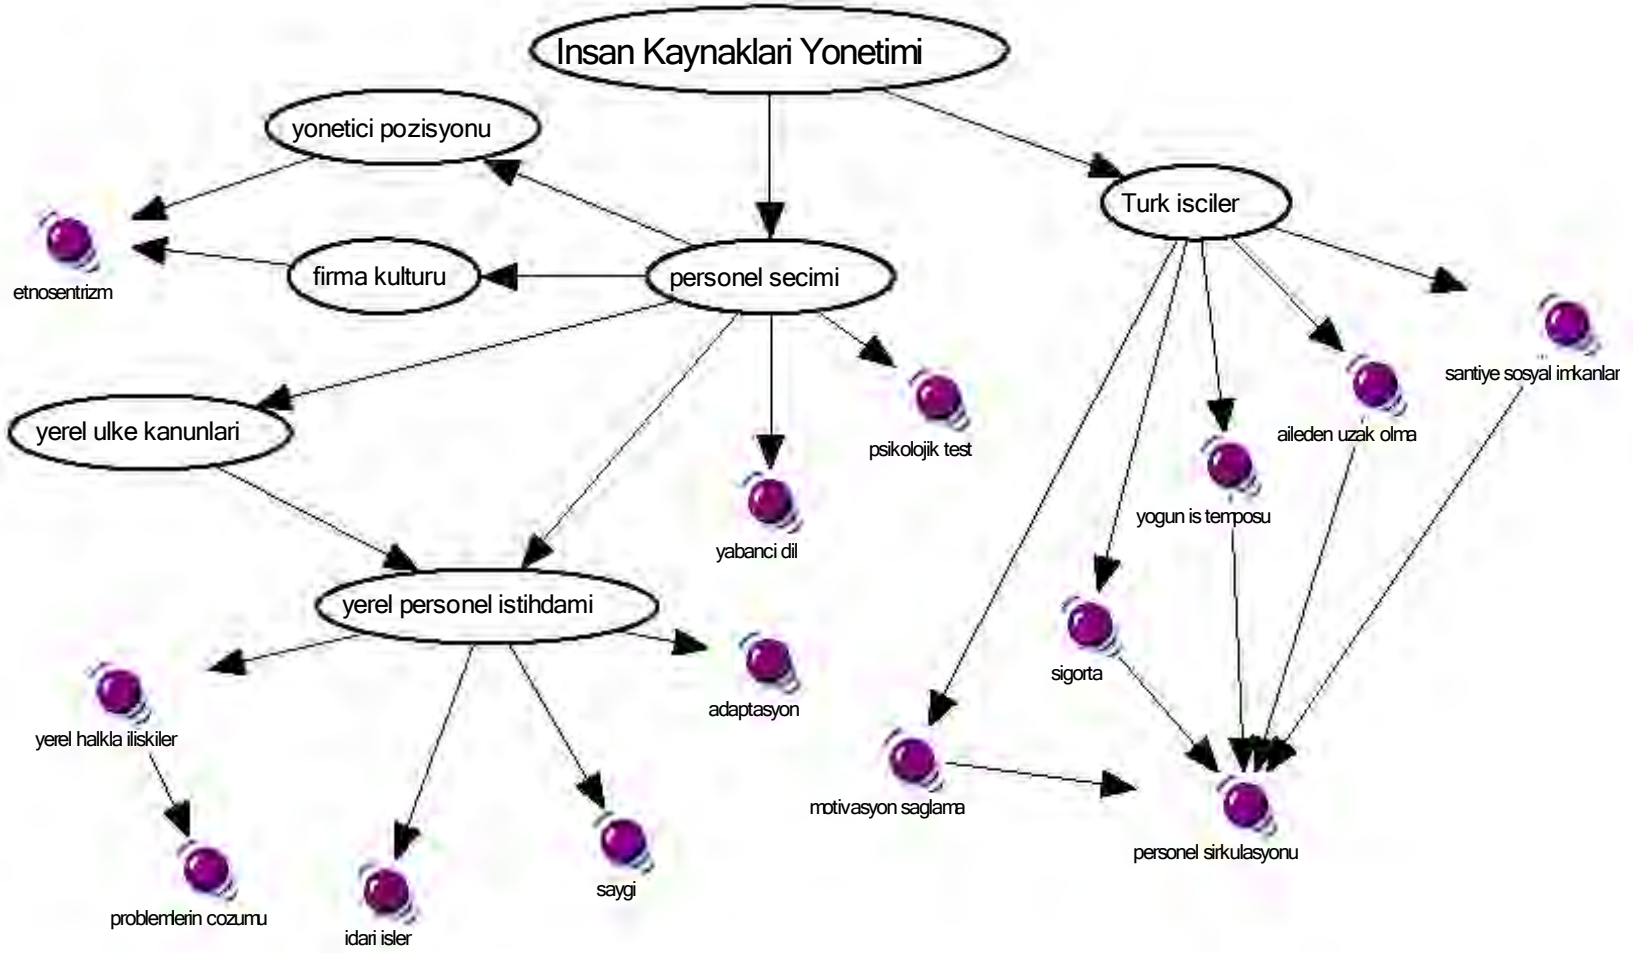 Insan Kaynaklari Yonetimi
yonetici pozisyonu
Turk isciler
etnosentrizm
firma kulturu
personel secimi
santiye sosyal imkanlar
yerel ulke kanunlari
psikolojik test
aileden uzak olma
yogun is temposu
yabanci dil
yerel personel istihdami
sigorta
adaptasyon
yerel halkla iliskiler
motivasyon saglama
personel sirkulasyonu
saygi
problemlerin cozumu
idari isler